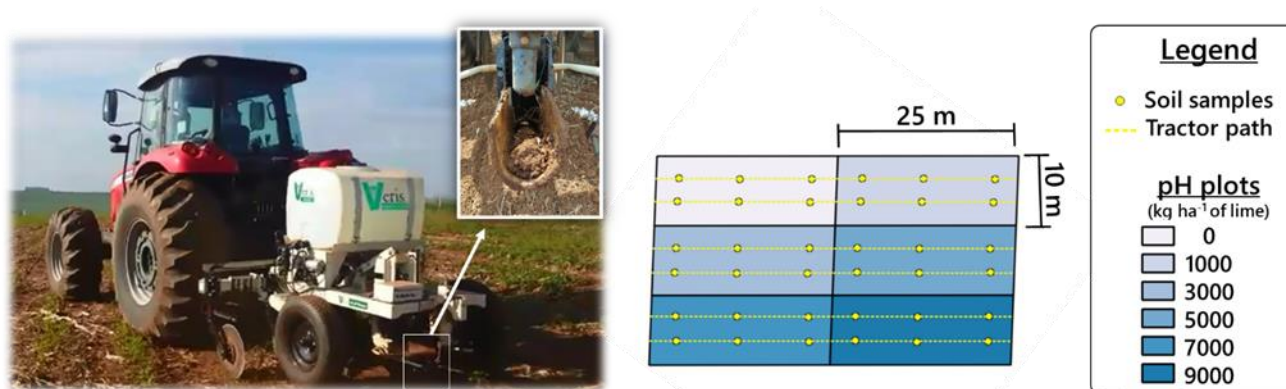 Veris
25 m
10 m
Legend
Soil samples
Tractor path
pH plots
(kg ha⁻¹ of lime)
0
1000
3000
5000
7000
9000